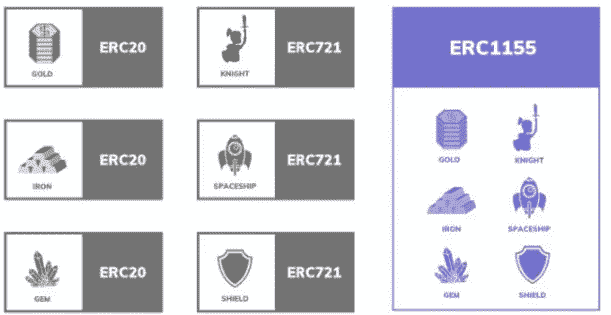 ERC20
GOLD
ERC721
KNIGHT
ERC1155
GOLD
KNIGHT
ERC20
IRON
ERC721
SPACESHIP
IRON
SPACESHIP
ERC20
GEM
ERC721
SHIELD
GEM
SHIELD